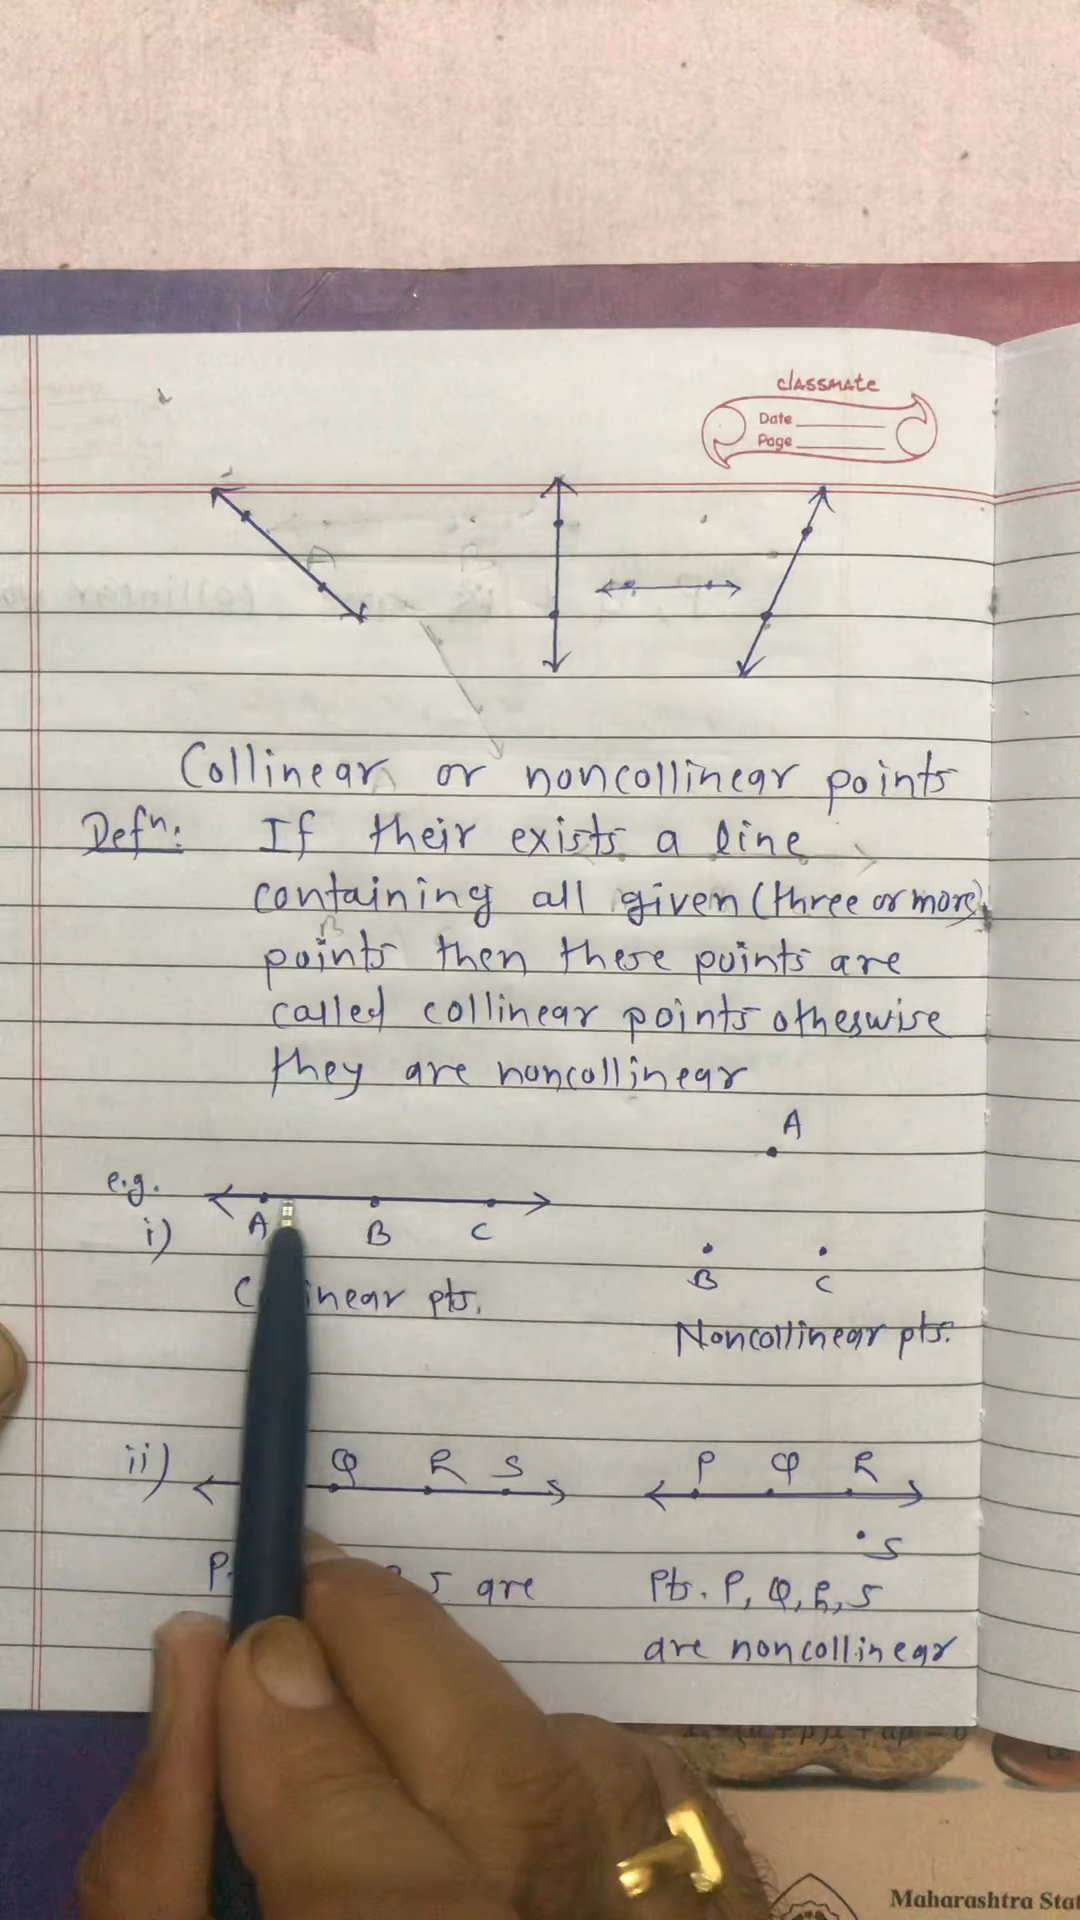 classmate
Date
Page
Collinear or noncollinear points
Defn: If their exists a line
containing all given (three or more)
points then these points are
called collinear points otheswise
they are noncollinear
A
e.g.
i)
A B C
B C
pts.
Noncollinear pts.
ii) Q R S P Q R
S
S are Pts. P, Q, R, S
are noncollinear
Maharashtra